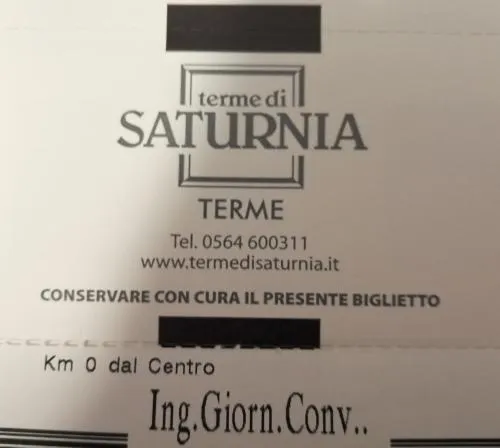 terme di
SATURNIA
TERME
Tel. 0564 600311
www.termedisaturnia.it
CONSERVARE CON CURA IL PRESENTE BIGLIETTO
Km 0 dal Centro
Ing.Giorn.Conv..